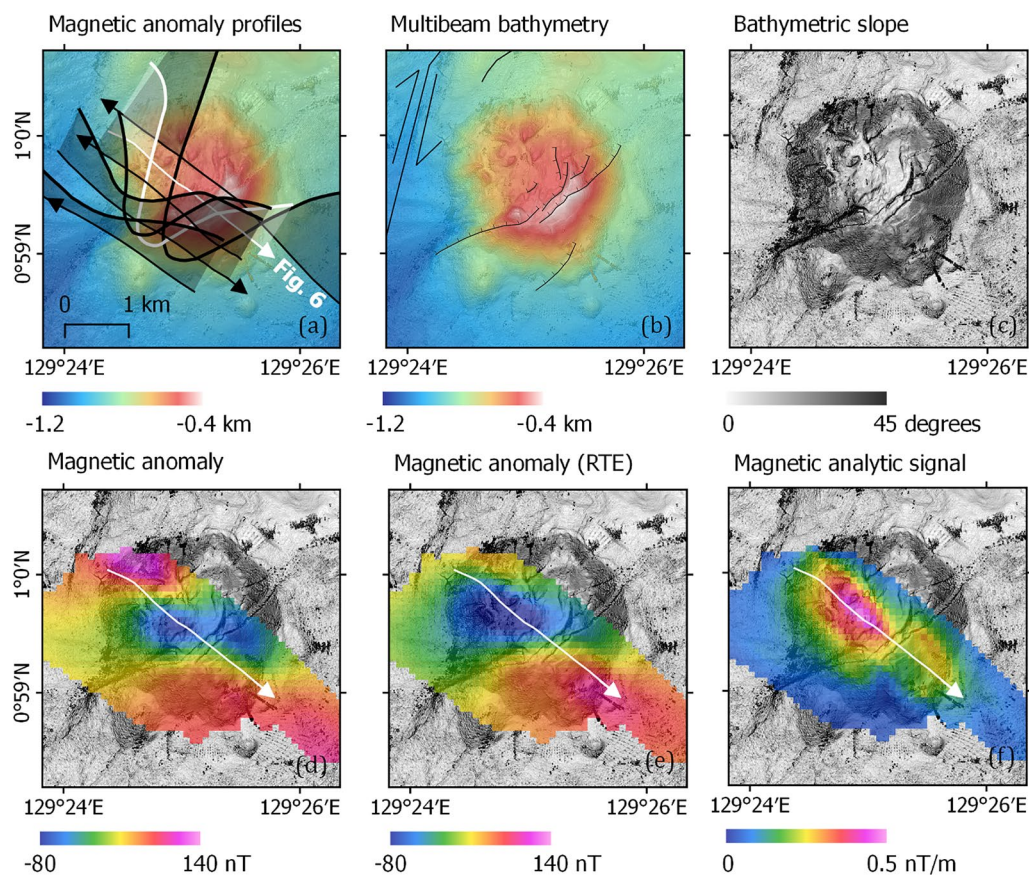 Magnetic anomaly profiles
Multibeam bathymetry
Bathymetric slope
1°0′N
0°59′N
Fig. 6
0 1 km
(a)
(b)
(c)
129°24′E 129°26′E
129°24′E 129°26′E
129°24′E 129°26′E
-1.2 -0.4 km
-1.2 -0.4 km
0 45 degrees
Magnetic anomaly
Magnetic anomaly (RTE)
Magnetic analytic signal
1°0′N
0°59′N
(d)
(e)
(f)
129°24′E 129°26′E
129°24′E 129°26′E
129°24′E 129°26′E
-80 140 nT
-80 140 nT
0 0.5 nT/m